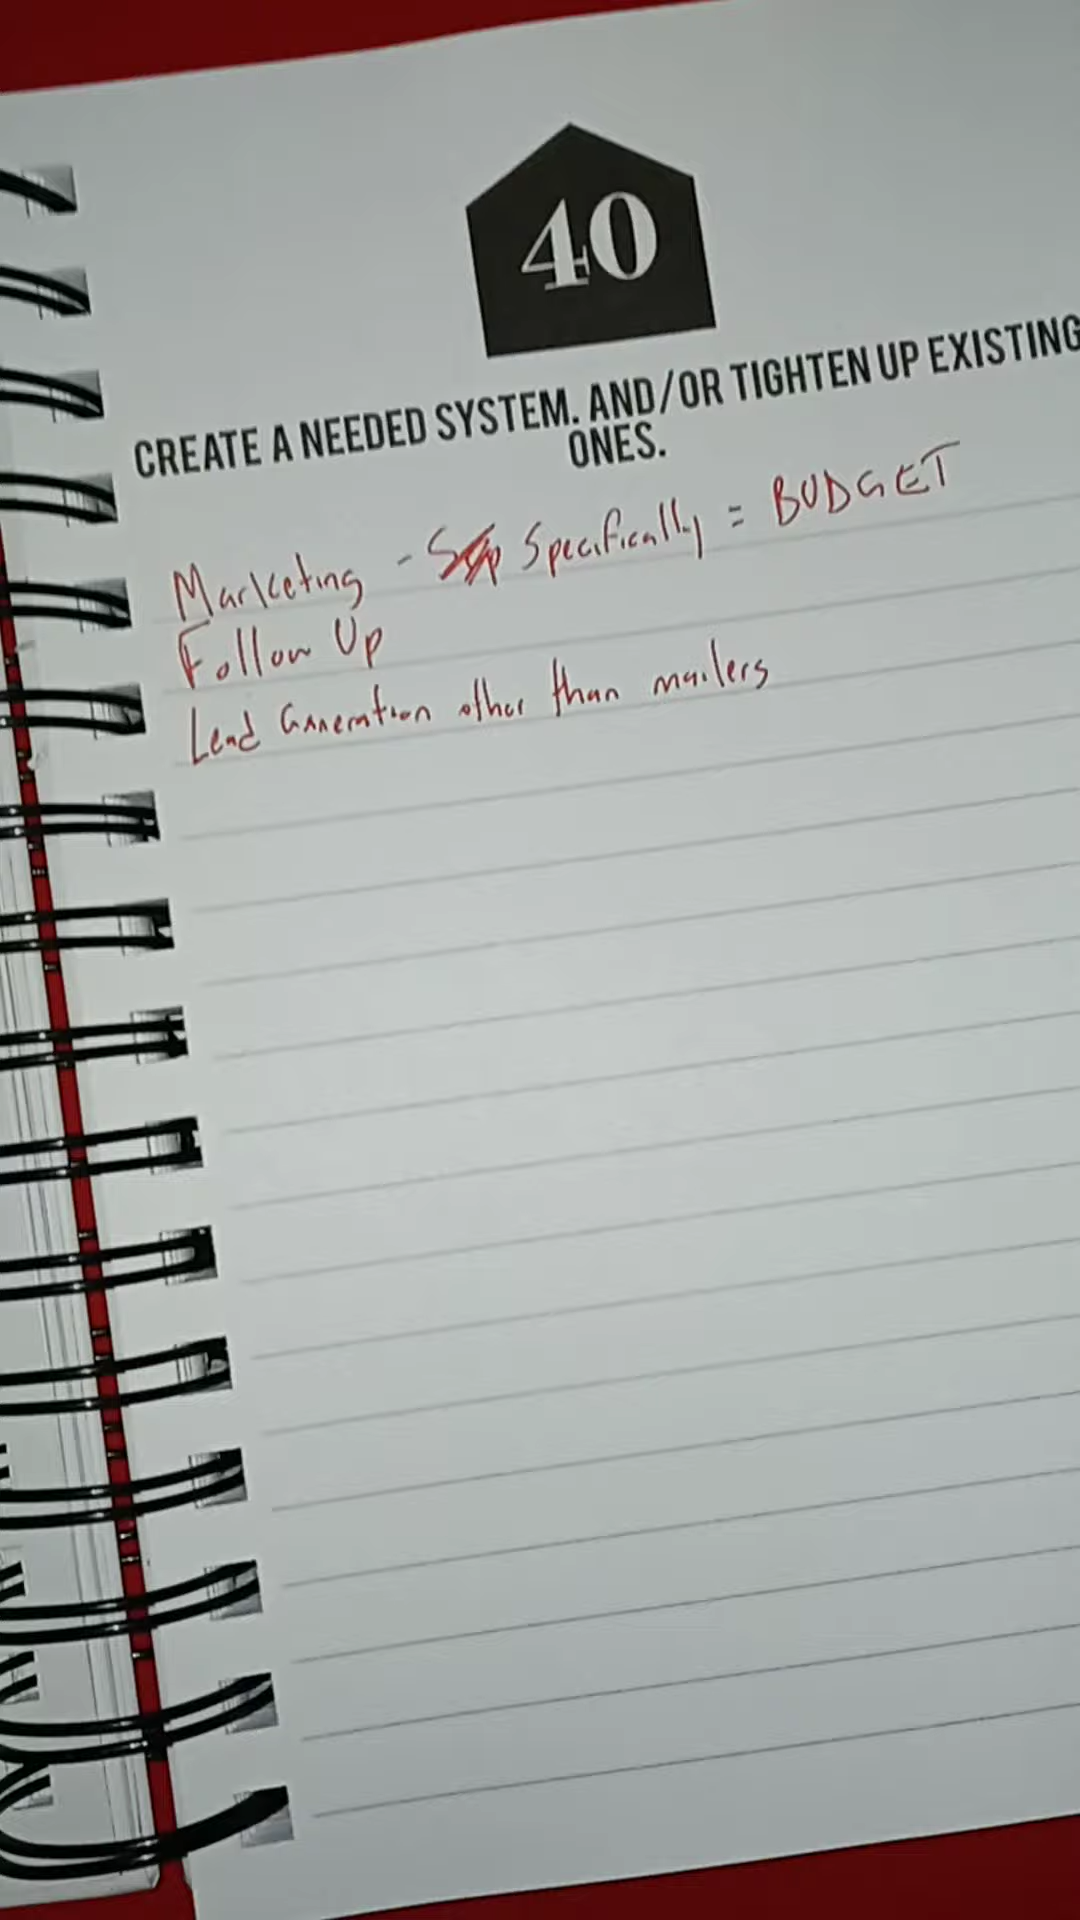 40
CREATE A NEEDED SYSTEM. AND/OR TIGHTEN UP EXISTING
ONES.
Marketing - Specifically = BUDGET
Follow Up
Lead Generation other than mailers